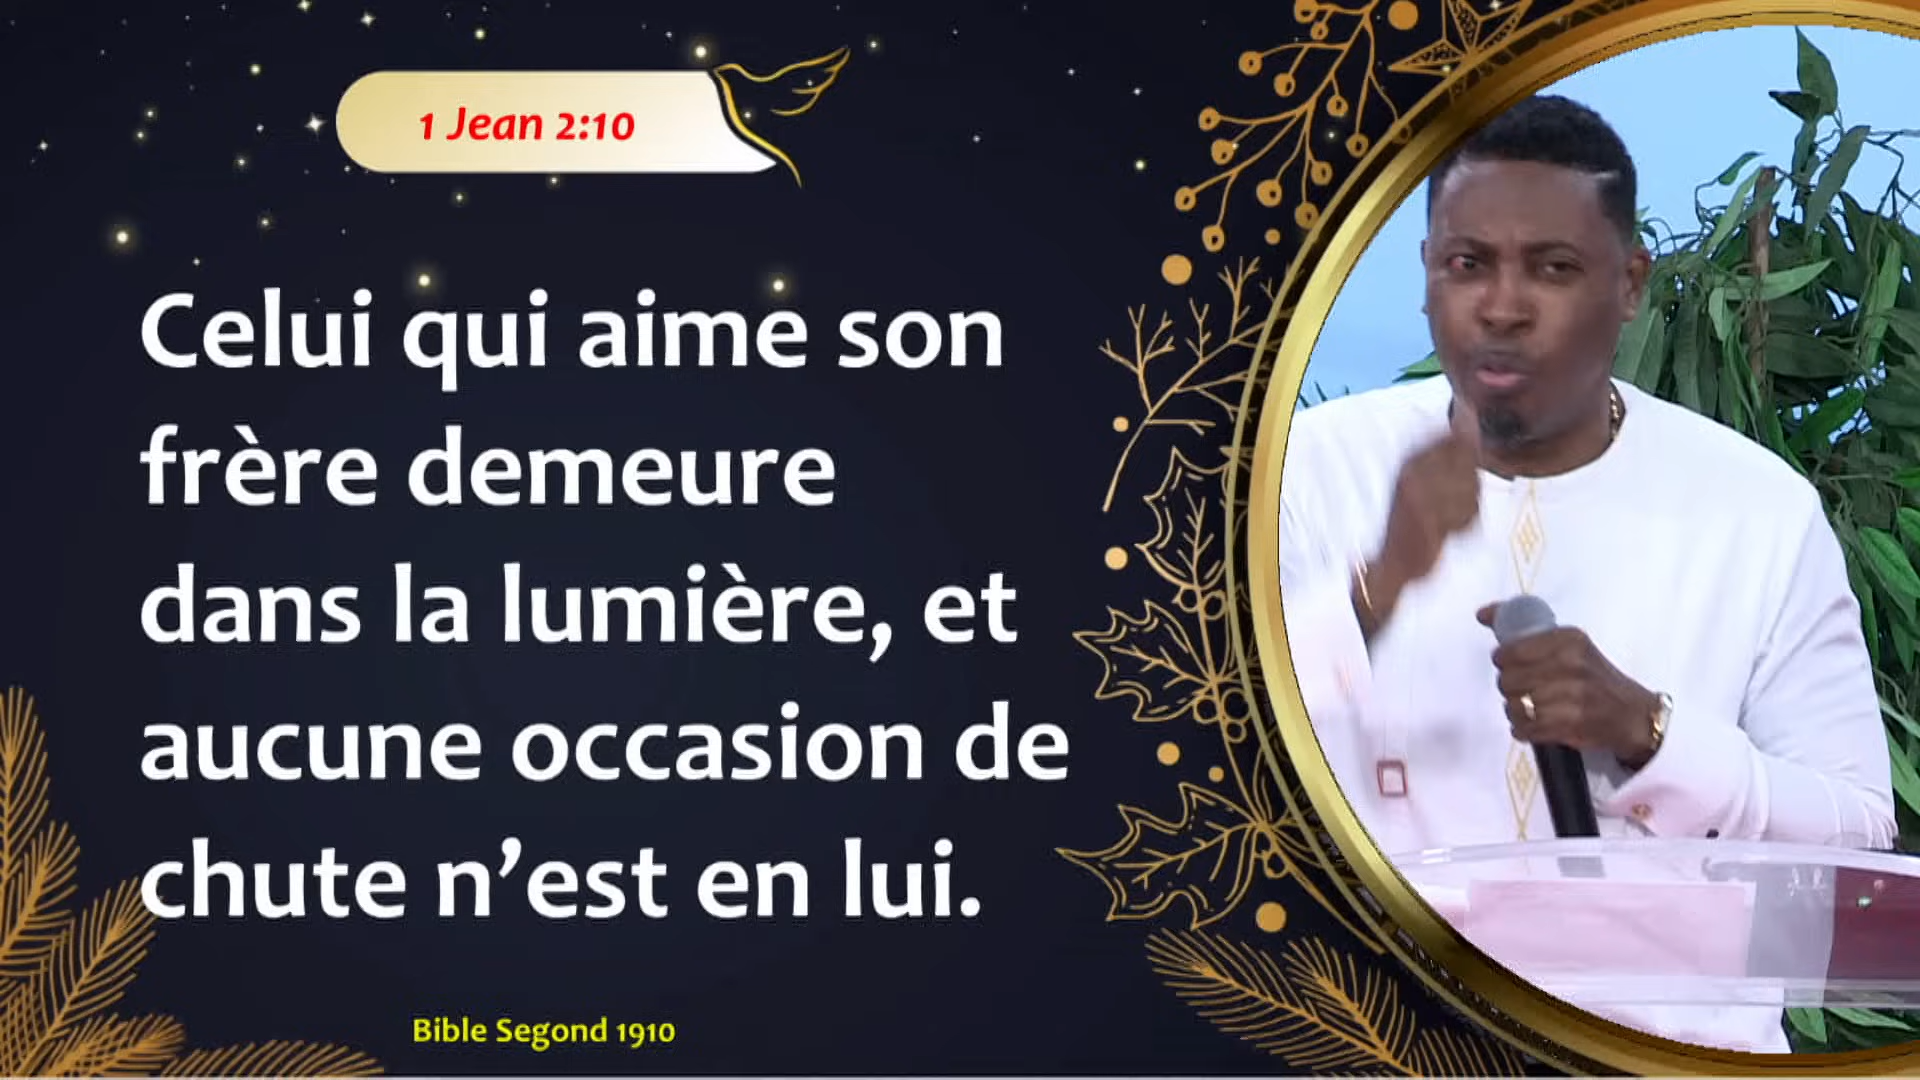 1 Jean 2:10
Celui qui aime son
frère demeure
dans la lumière, et
aucune occasion de
chute n’est en lui.
Bible Segond 1910